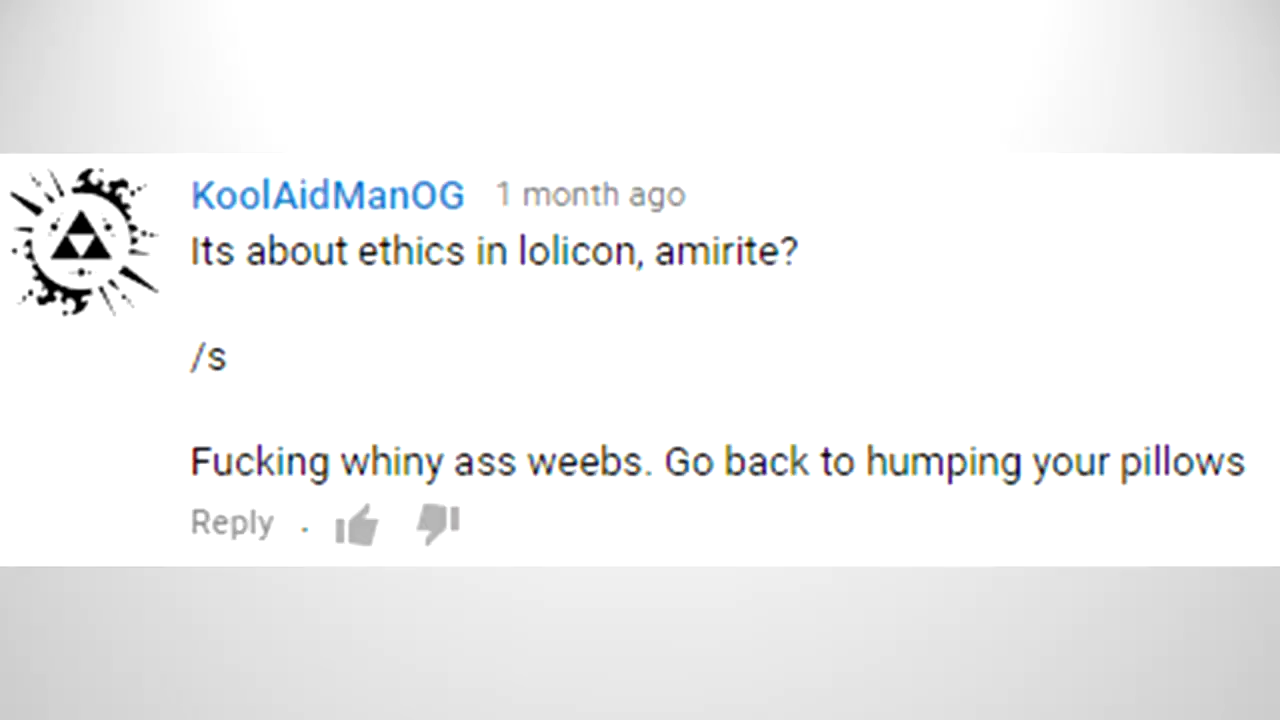 KoolAidManOG 1 month ago
Its about ethics in lolicon, amirite?
/s
Fucking whiny ass weebs. Go back to humping your pillows
Reply .